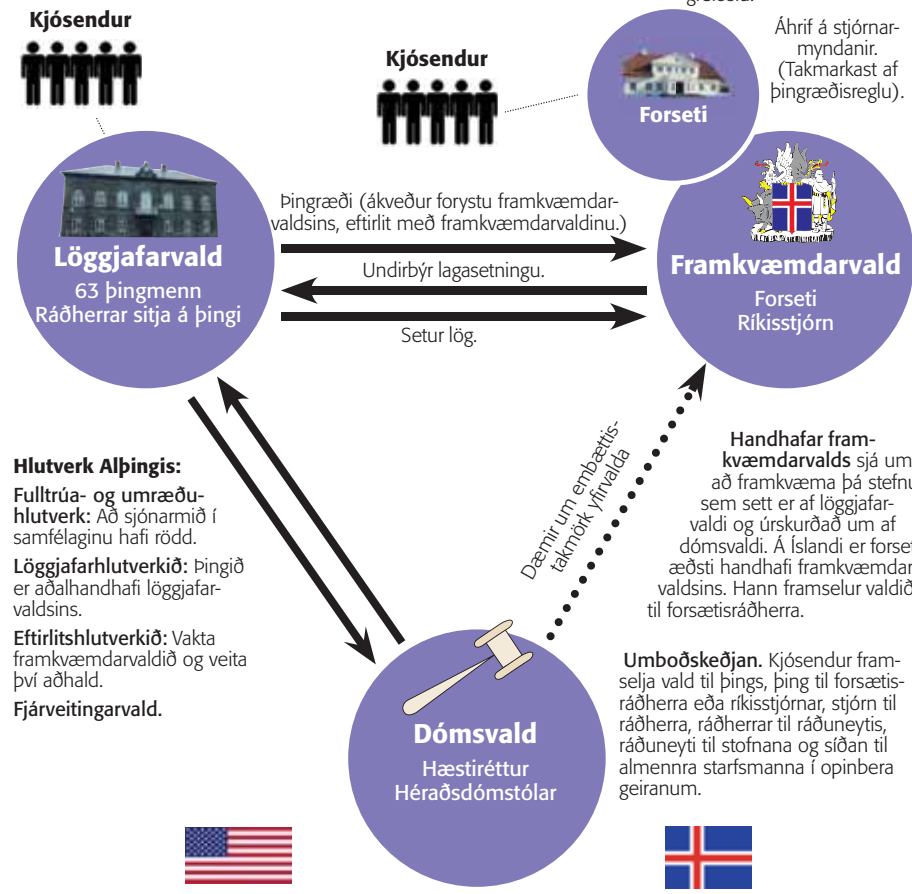 Kjósendur
Kjósendur
Áhrif á stjórnar-
myndanir.
(Takmarkast af
þingræðisreglu).
Forseti
Löggjafarvald
63 þingmenn
Ráðherrar sitja á þingi
Þingræði (ákveður forystu framkvæmdar-
valdsins, eftirlit með framkvæmdarvaldinu.)
Undirbýr lagasetningu.
Setur lög.
Framkvæmdarvald
Forseti
Ríkisstjórn
Hlutverk Alþingis:
Fulltrúa- og umræðu-
hlutverk: Að sjónarmið í
samfélaginu hafi rödd.
Löggjafarhlutverkið: Þingið
er aðalhandhafi löggjafar-
valdsins.
Eftirlitshlutverkið: Vakta
framkvæmdarvaldið og veita
því aðhald.
Fjárveitingarvald.
Dæmir um embættis-
takmörk yfirvalda
Handhafar fram-
kvæmdarvalds sjá um
að framkvæma þá stefnu
sem sett er af löggjafar-
valdi og úrskurðað um af
dómsvaldi. Á Íslandi er forset
æðsti handhafi framkvæmdar
valdsins. Hann framselur valdið
til forsætisráðherra.
Umboðskeðjan. Kjósendur fram-
selja vald til þings, þing til forsætis-
ráðherra eða ríkisstjórnar, stjórn til
ráðherra, ráðherrar til ráðuneytis,
ráðuneyti til stofnana og síðan til
almennra starfsmanna í opinbera
geiranum.
Dómsvald
Hæstiréttur
Héraðsdómstólar